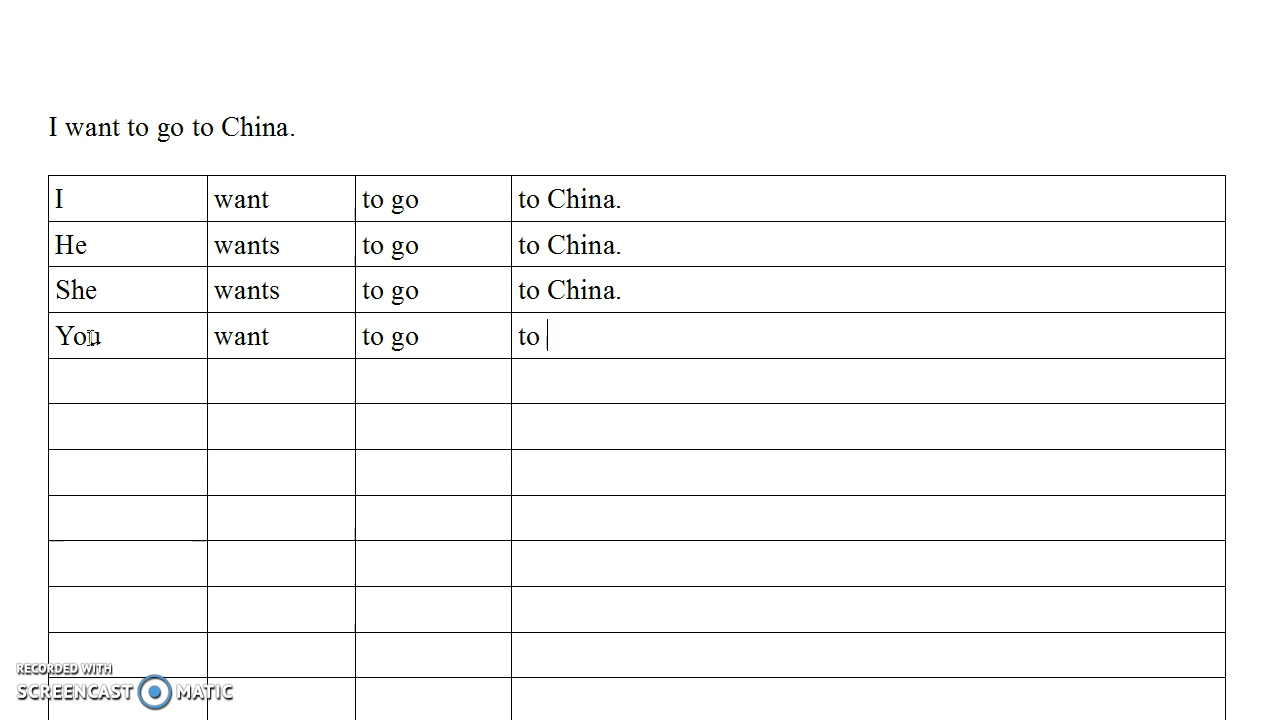 I want to go to China.
I want to go to China.
He wants to go to China.
She wants to go to China.
You want to go to
RECORDED WITH
SCREENCAST MATIC